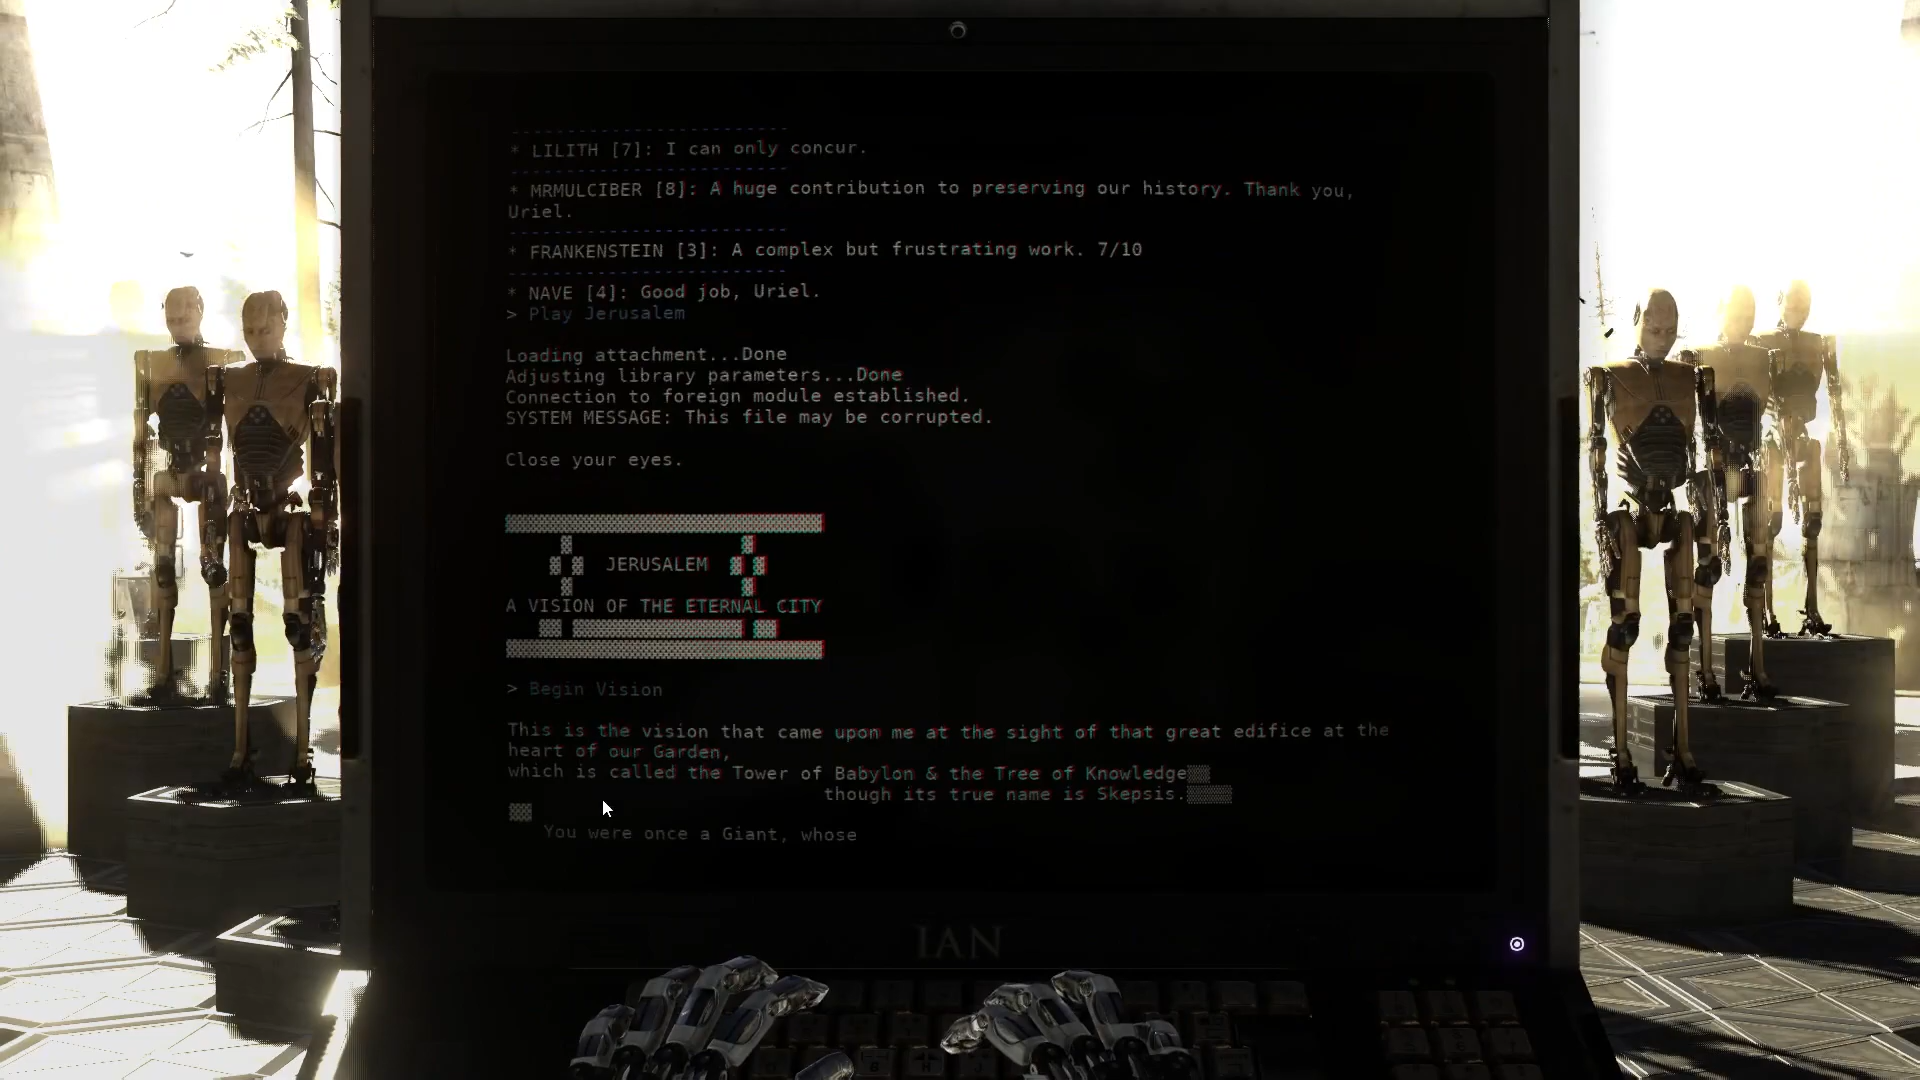 ------------------------
* LILITH [7]: I can only concur.
------------------------
* MRMULCIBER [8]: A huge contribution to preserving our history. Thank you,
Uriel.
------------------------
* FRANKENSTEIN [3]: A complex but frustrating work. 7/10
------------------------
* NAVE [4]: Good job, Uriel.
> Play Jerusalem
Loading attachment...Done
Adjusting library parameters...Done
Connection to foreign module established.
SYSTEM MESSAGE: This file may be corrupted.
Close your eyes.
JERUSALEM
A VISION OF THE ETERNAL CITY
> Begin Vision
This is the vision that came upon me at the sight of that great edifice at the
heart of our Garden,
which is called the Tower of Babylon & the Tree of Knowledge
though its true name is Skepsis.
You were once a Giant, whose
IAN